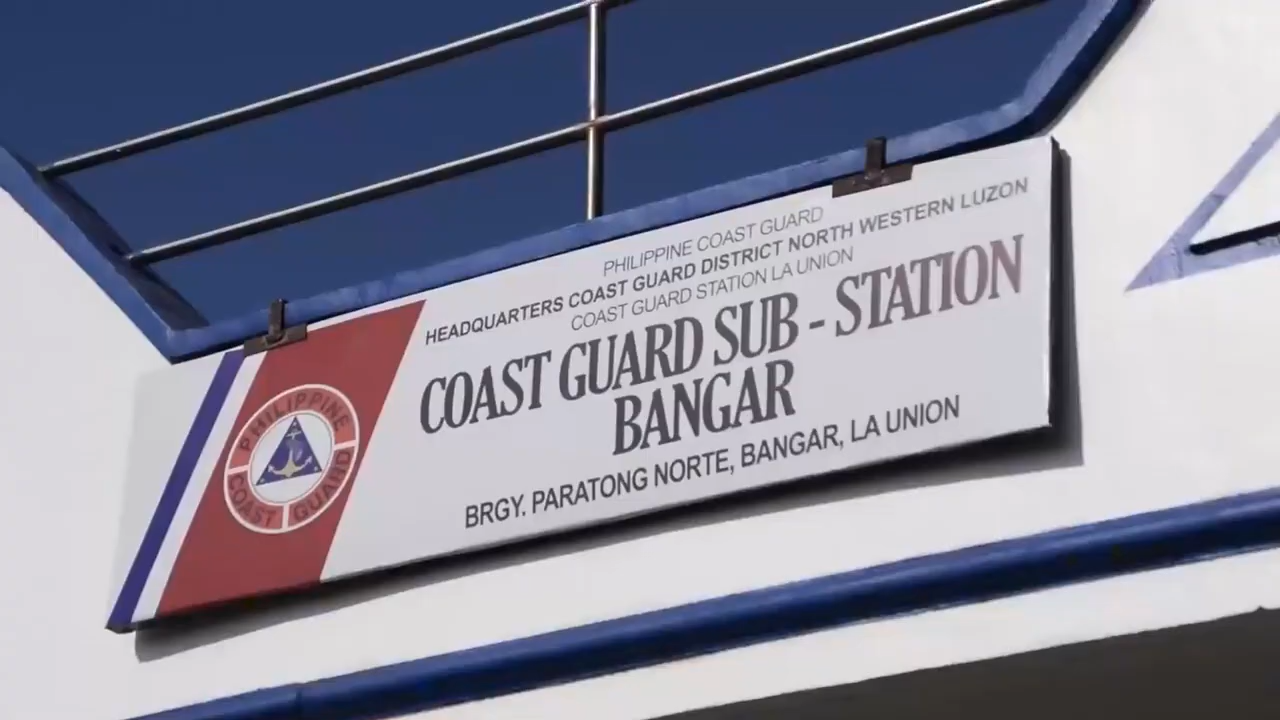 PHILIPPINE COAST GUARD
HEADQUARTERS COAST GUARD DISTRICT NORTH WESTERN LUZON
COAST GUARD STATION LA UNION
COAST GUARD SUB - STATION
BANGAR
BRGY. PARATONG NORTE, BANGAR, LA UNION
PHILIPPINE
COAST GUARD